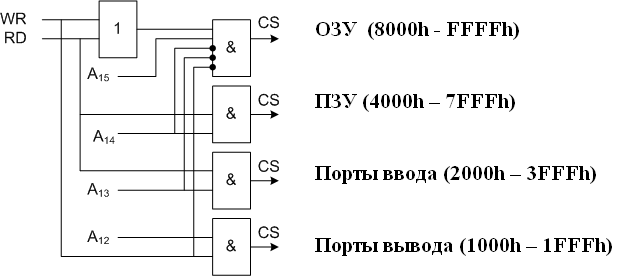 WR
RD
1
&
CS
ОЗУ (8000h - FFFFh)
A15
&
CS
ПЗУ (4000h – 7FFFh)
A14
&
CS
Порты ввода (2000h – 3FFFh)
A13
&
CS
Порты вывода (1000h – 1FFFh)
A12